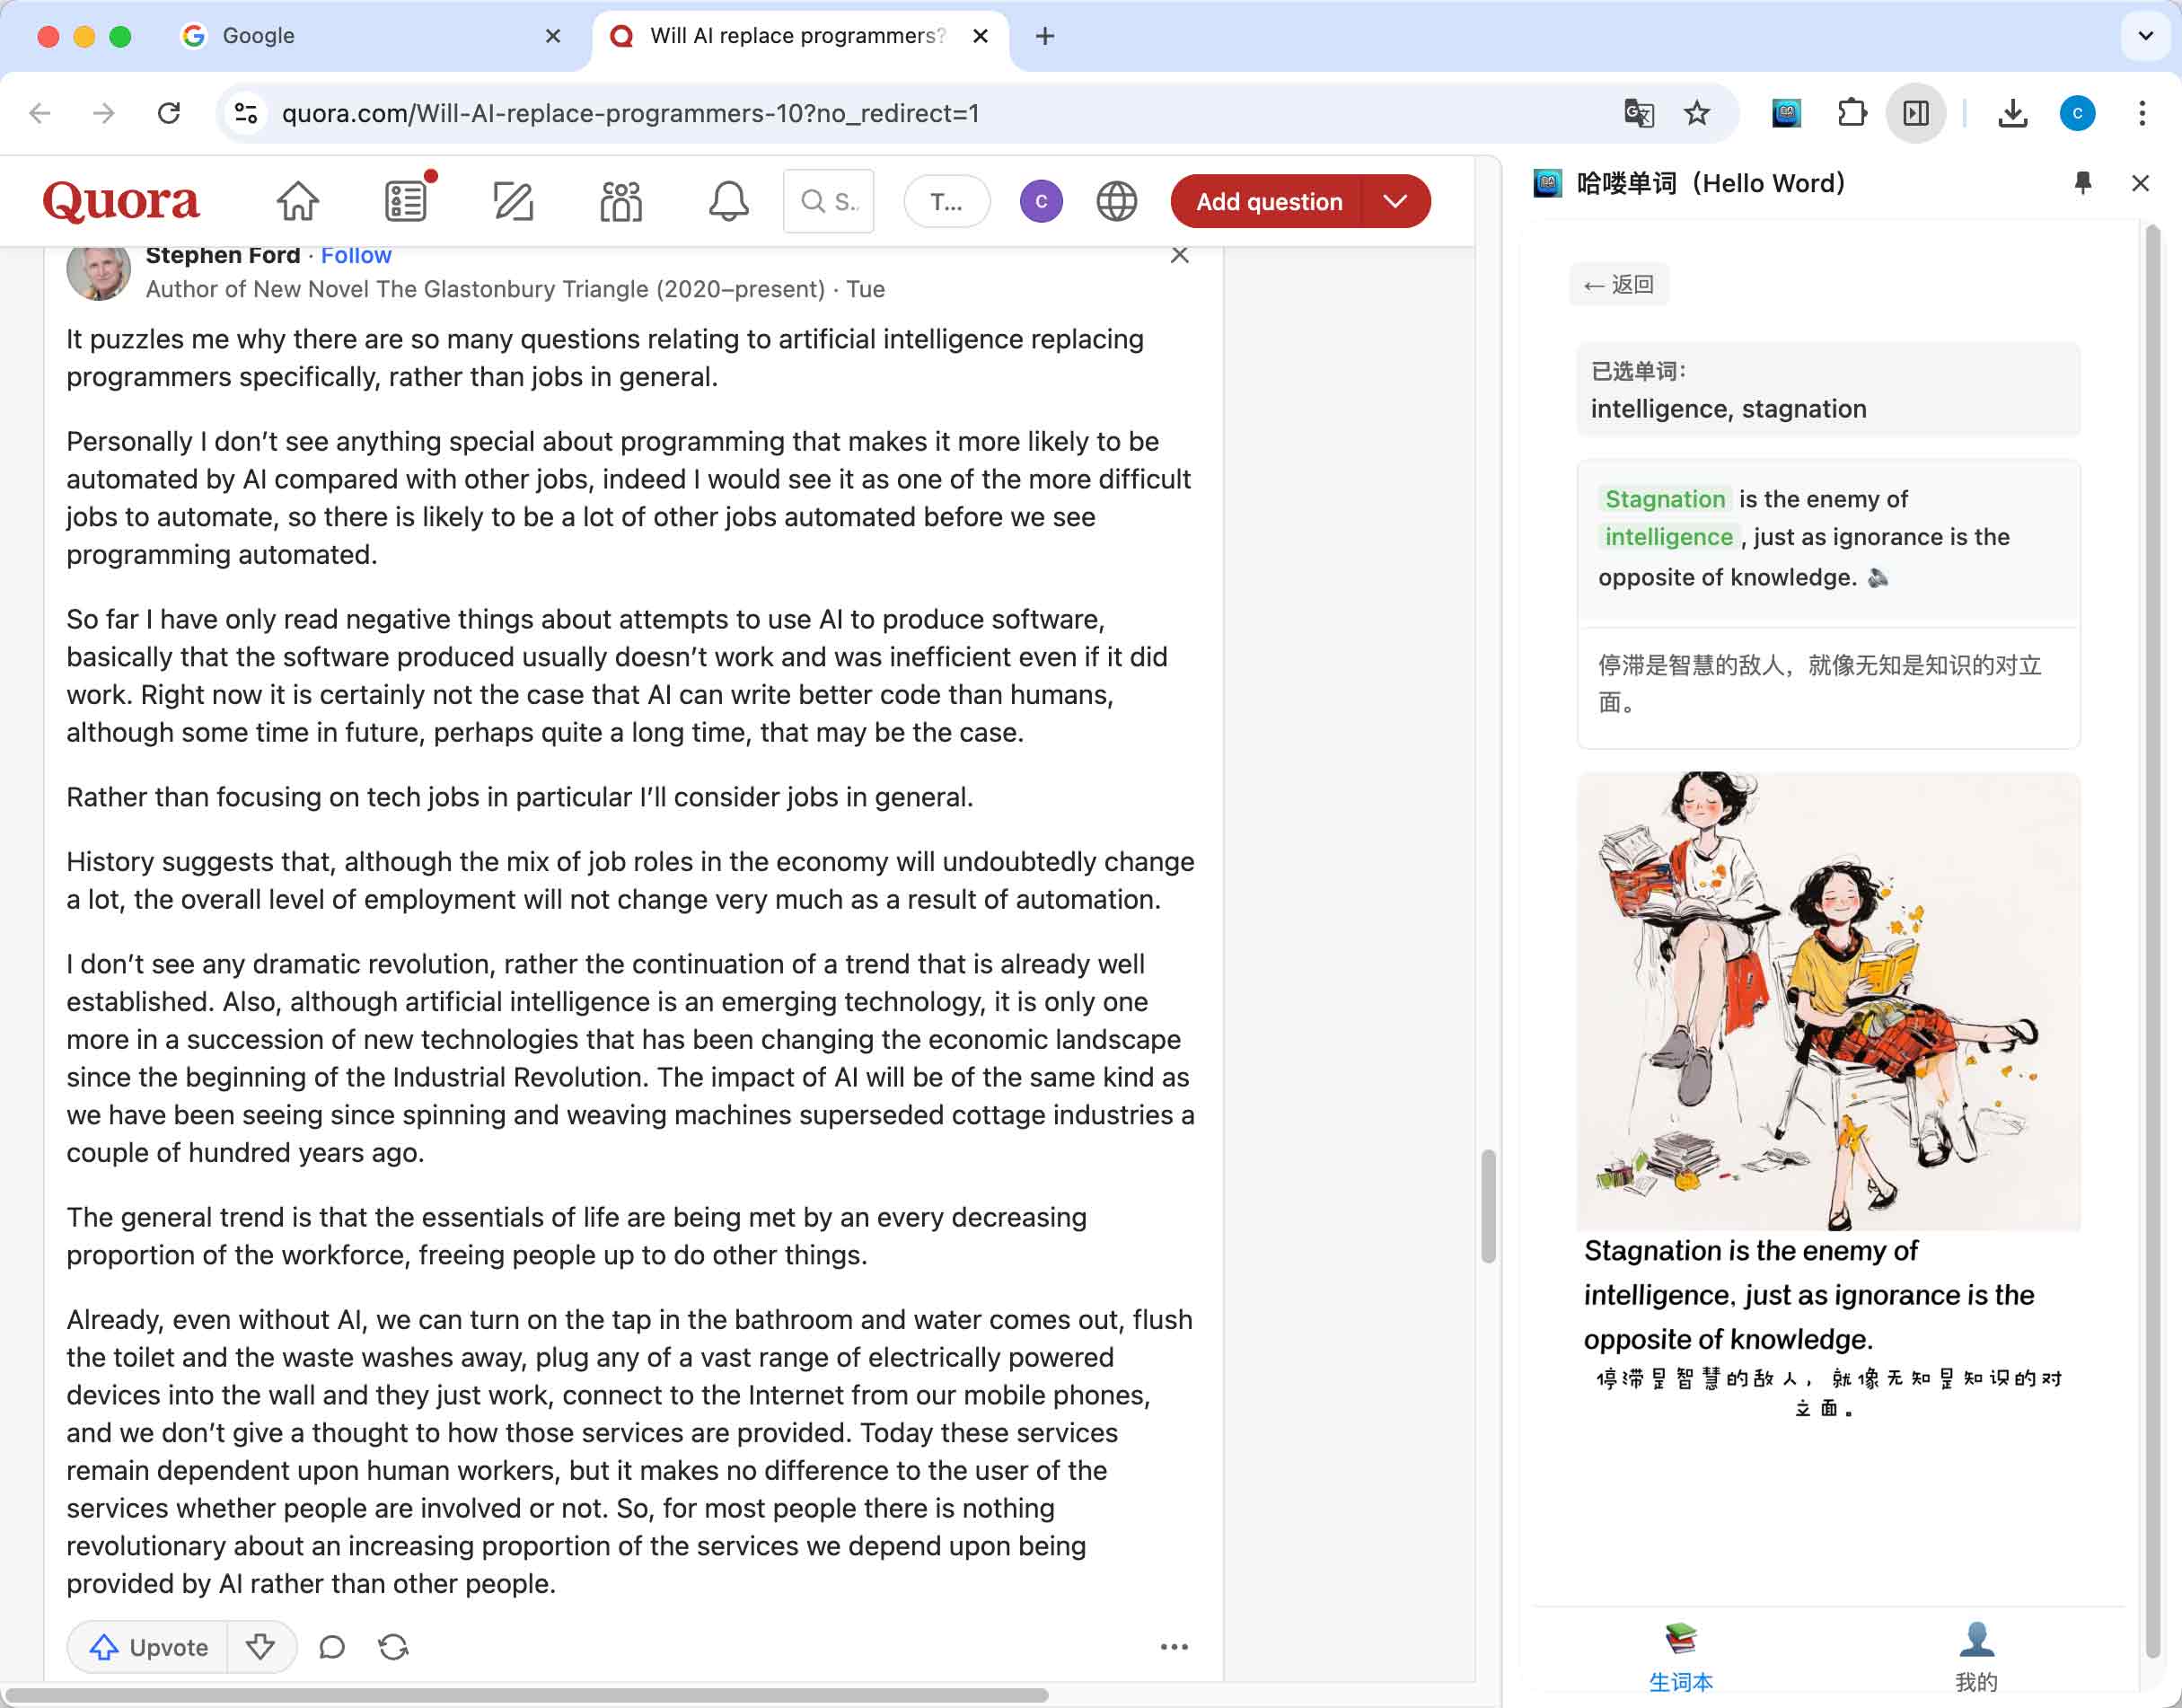 Google
Will AI replace programmers?
quora.com/Will-AI-replace-programmers-10?no_redirect=1
C
Quora
S..
T...
C
Add question
Stephen Ford · Follow
Author of New Novel The Glastonbury Triangle (2020–present) · Tue
It puzzles me why there are so many questions relating to artificial intelligence replacing
programmers specifically, rather than jobs in general.
Personally I don’t see anything special about programming that makes it more likely to be
automated by AI compared with other jobs, indeed I would see it as one of the more difficult
jobs to automate, so there is likely to be a lot of other jobs automated before we see
programming automated.
So far I have only read negative things about attempts to use AI to produce software,
basically that the software produced usually doesn’t work and was inefficient even if it did
work. Right now it is certainly not the case that AI can write better code than humans,
although some time in future, perhaps quite a long time, that may be the case.
Rather than focusing on tech jobs in particular I’ll consider jobs in general.
History suggests that, although the mix of job roles in the economy will undoubtedly change
a lot, the overall level of employment will not change very much as a result of automation.
I don’t see any dramatic revolution, rather the continuation of a trend that is already well
established. Also, although artificial intelligence is an emerging technology, it is only one
more in a succession of new technologies that has been changing the economic landscape
since the beginning of the Industrial Revolution. The impact of AI will be of the same kind as
we have been seeing since spinning and weaving machines superseded cottage industries a
couple of hundred years ago.
The general trend is that the essentials of life are being met by an every decreasing
proportion of the workforce, freeing people up to do other things.
Already, even without AI, we can turn on the tap in the bathroom and water comes out, flush
the toilet and the waste washes away, plug any of a vast range of electrically powered
devices into the wall and they just work, connect to the Internet from our mobile phones,
and we don’t give a thought to how those services are provided. Today these services
remain dependent upon human workers, but it makes no difference to the user of the
services whether people are involved or not. So, for most people there is nothing
revolutionary about an increasing proportion of the services we depend upon being
provided by AI rather than other people.
Upvote
哈喽单词（Hello Word）
← 返回
已选单词：
intelligence, stagnation
Stagnation is the enemy of
intelligence , just as ignorance is the
opposite of knowledge.
停滞是智慧的敌人，就像无知是知识的对立
面。
Stagnation is the enemy of
intelligence, just as ignorance is the
opposite of knowledge.
停滞是智慧的敌人，就像无知是知识的对
立面。
生词本
我的